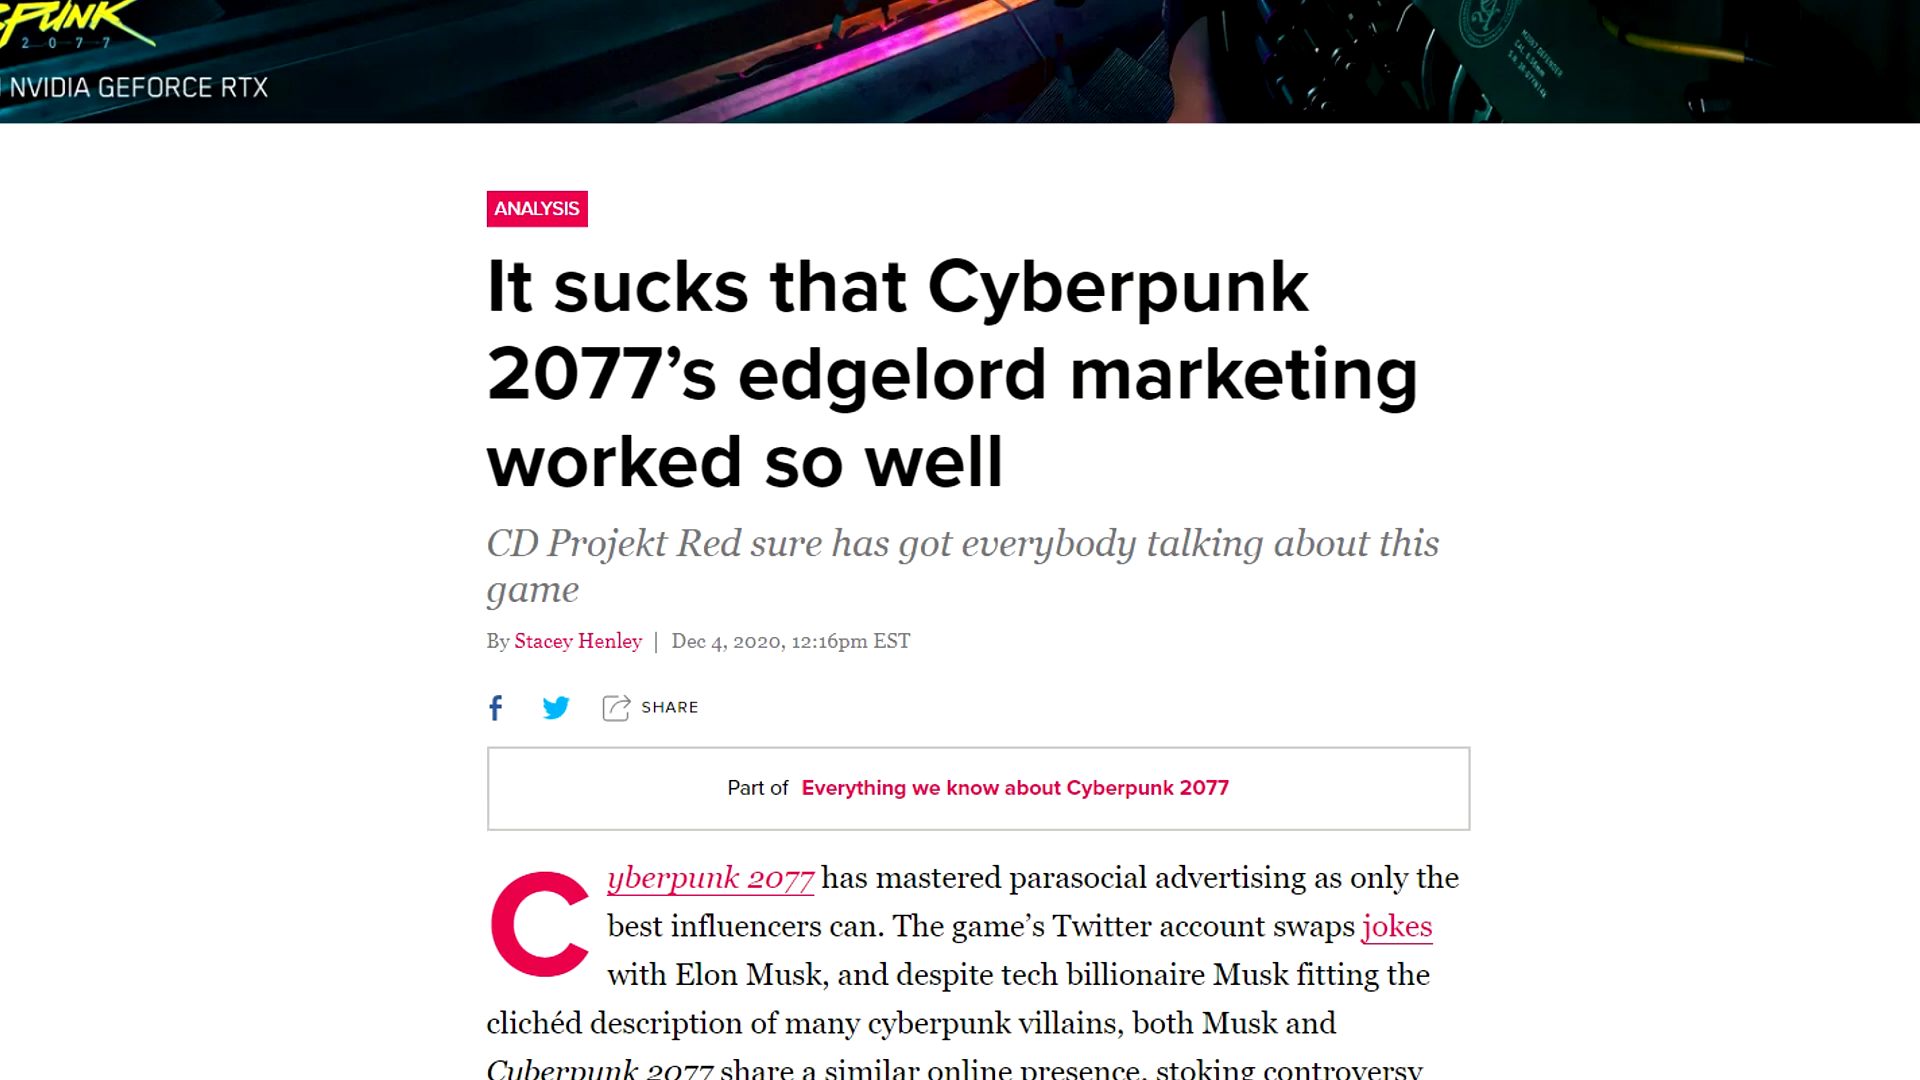 PUNK
2077
NVIDIA GEFORCE RTX
M2067 DEFENDER
ANALYSIS
It sucks that Cyberpunk
2077’s edgelord marketing
worked so well
CD Projekt Red sure has got everybody talking about this
game
By Stacey Henley | Dec 4, 2020, 12:16pm EST
SHARE
Part of Everything we know about Cyberpunk 2077
Cyberpunk 2077 has mastered parasocial advertising as only the
best influencers can. The game’s Twitter account swaps jokes
with Elon Musk, and despite tech billionaire Musk fitting the
clichéd description of many cyberpunk villains, both Musk and
Cyberpunk 2077 share a similar online presence, stoking controversy